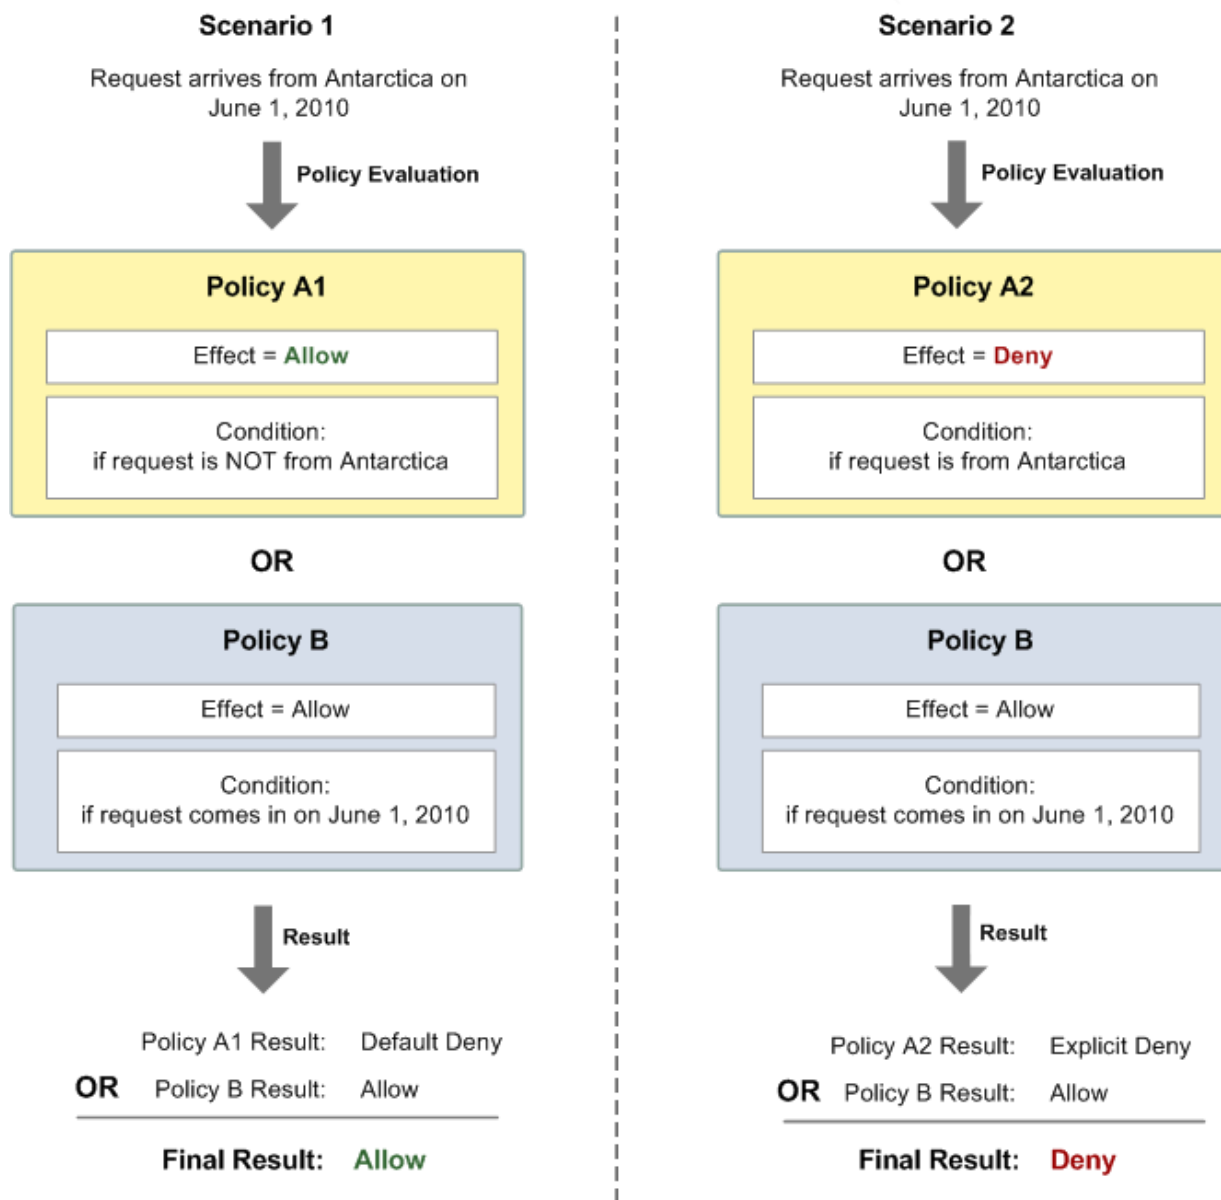 Scenario 1
Request arrives from Antarctica on
June 1, 2010
Policy Evaluation
Policy A1
Effect = Allow
Condition:
if request is NOT from Antarctica
OR
Policy B
Effect = Allow
Condition:
if request comes in on June 1, 2010
Result
Policy A1 Result: Default Deny
OR Policy B Result: Allow
Final Result: Allow
Scenario 2
Request arrives from Antarctica on
June 1, 2010
Policy Evaluation
Policy A2
Effect = Deny
Condition:
if request is from Antarctica
OR
Policy B
Effect = Allow
Condition:
if request comes in on June 1, 2010
Result
Policy A2 Result: Explicit Deny
OR Policy B Result: Allow
Final Result: Deny